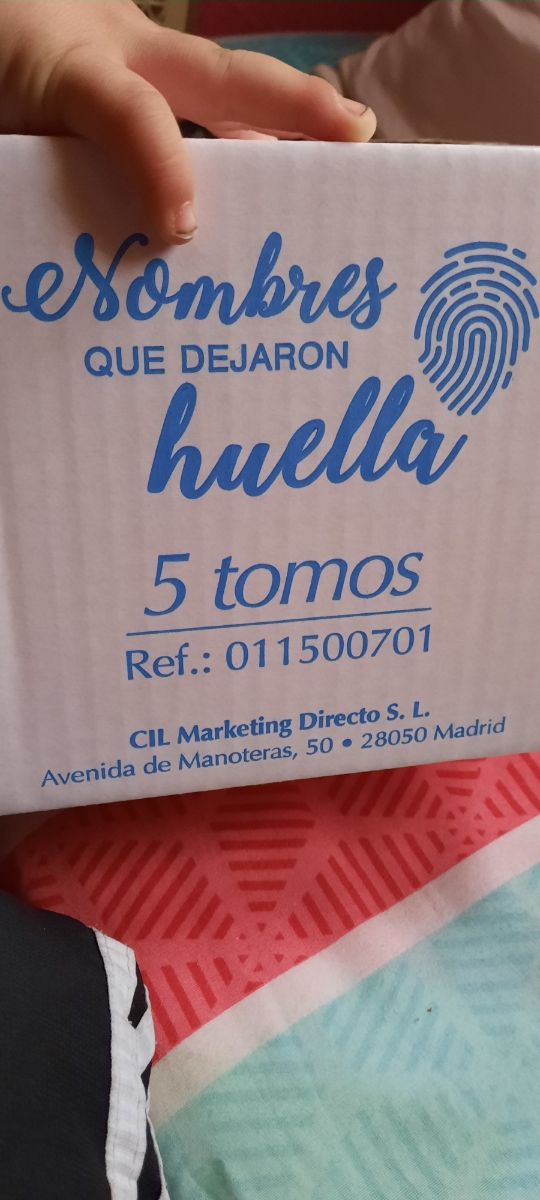 Nombres
QUE DEJARON
huella
5 tomos
Ref.: 011500701
CIL Marketing Directo S. L.
Avenida de Manoteras, 50 • 28050 Madrid